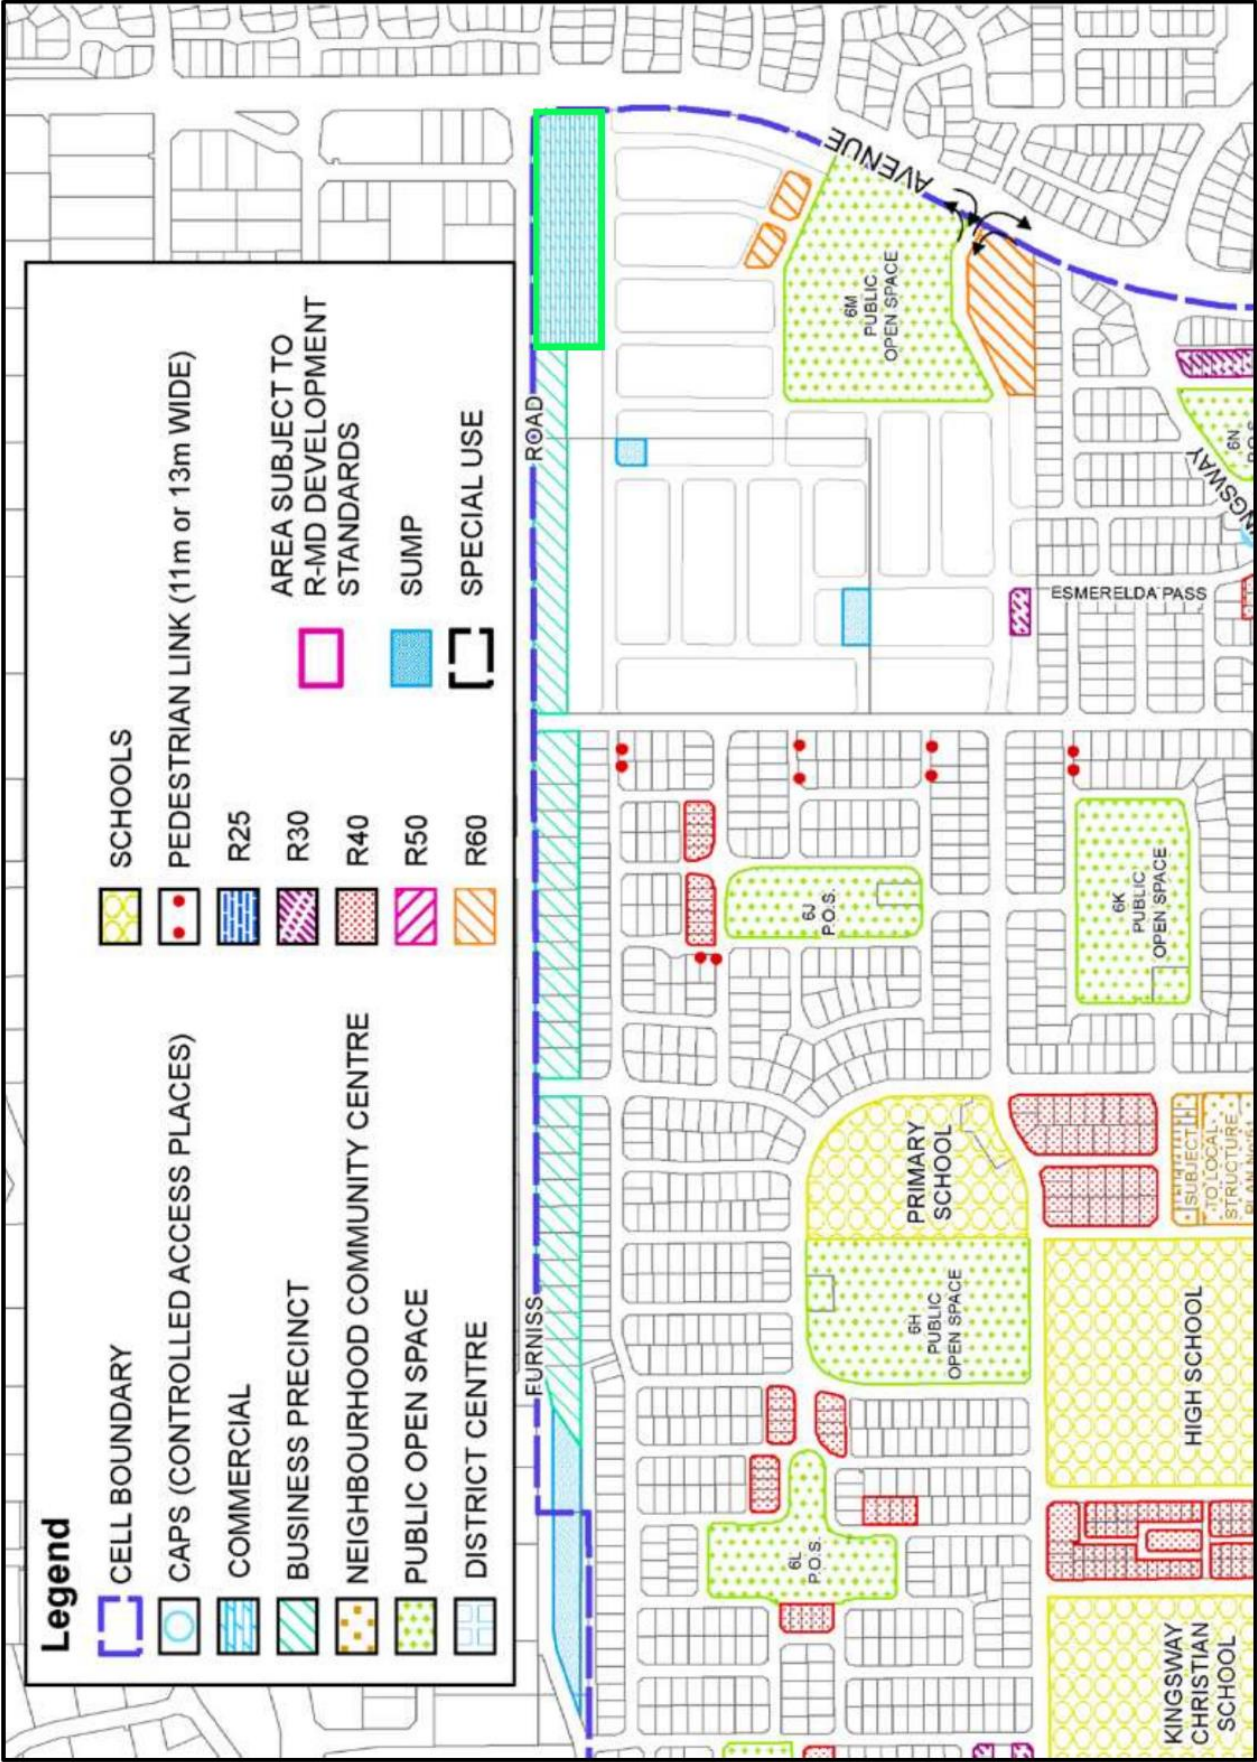 Legend
CELL BOUNDARY
CAPS (CONTROLLED ACCESS PLACES)
COMMERCIAL
BUSINESS PRECINCT
NEIGHBOURHOOD COMMUNITY CENTRE
PUBLIC OPEN SPACE
DISTRICT CENTRE
SCHOOLS
PEDESTRIAN LINK (11m or 13m WIDE)
R25
R30
R40
R50
R60
AREA SUBJECT TO
R-MD DEVELOPMENT
STANDARDS
SUMP
SPECIAL USE
FURNISS
ROAD
AVENUE
6M
PUBLIC
OPEN SPACE
6N
ESMERELDA PASS
6J
P.O.S.
6K
PUBLIC
OPEN SPACE
PRIMARY
SCHOOL
6H
PUBLIC
OPEN SPACE
SUBJECT
TO LOCAL
STRUCTURE
HIGH SCHOOL
6L
P.O.S.
KINGSWAY
CHRISTIAN
SCHOOL